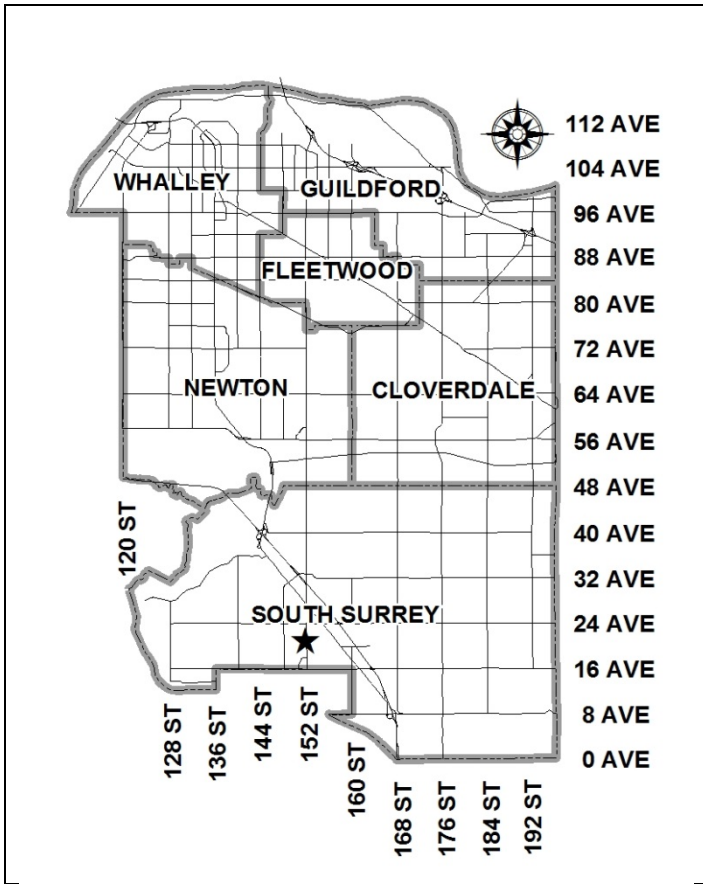 112 AVE
104 AVE
WHALLEY
GUILDFORD
96 AVE
88 AVE
FLEETWOOD
80 AVE
72 AVE
NEWTON
CLOVERDALE
64 AVE
56 AVE
48 AVE
120 ST
40 AVE
32 AVE
SOUTH SURREY
24 AVE
16 AVE
128 ST
136 ST
144 ST
152 ST
8 AVE
160 ST
0 AVE
168 ST
176 ST
184 ST
192 ST